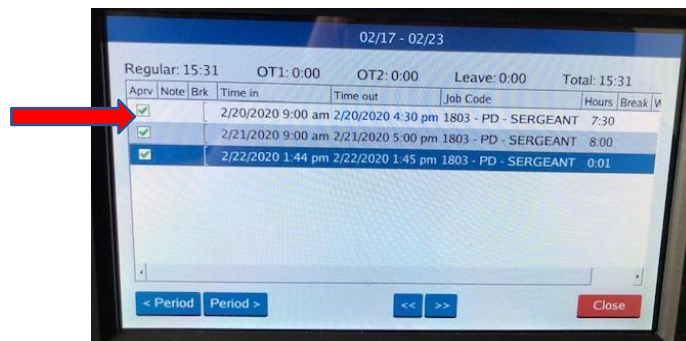 02/17 - 02/23
Regular: 15:31 OT1: 0:00 OT2: 0:00 Leave: 0:00 Total: 15:31
Aprv Note Brk Time in Time out Job Code Hours Break W
2/20/2020 9:00 am 2/20/2020 4:30 pm 1803 - PD - SERGEANT 7:30
2/21/2020 9:00 am 2/21/2020 5:00 pm 1803 - PD - SERGEANT 8:00
2/22/2020 1:44 pm 2/22/2020 1:45 pm 1803 - PD - SERGEANT 0:01
< Period Period > << >> Close